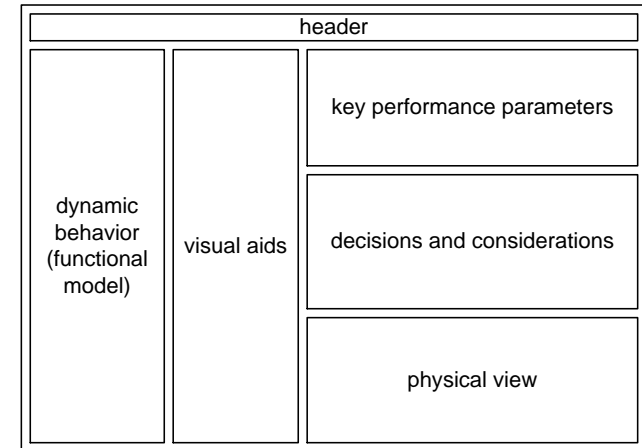 header
dynamic
behavior
(functional
model)
visual aids
key performance parameters
decisions and considerations
physical view